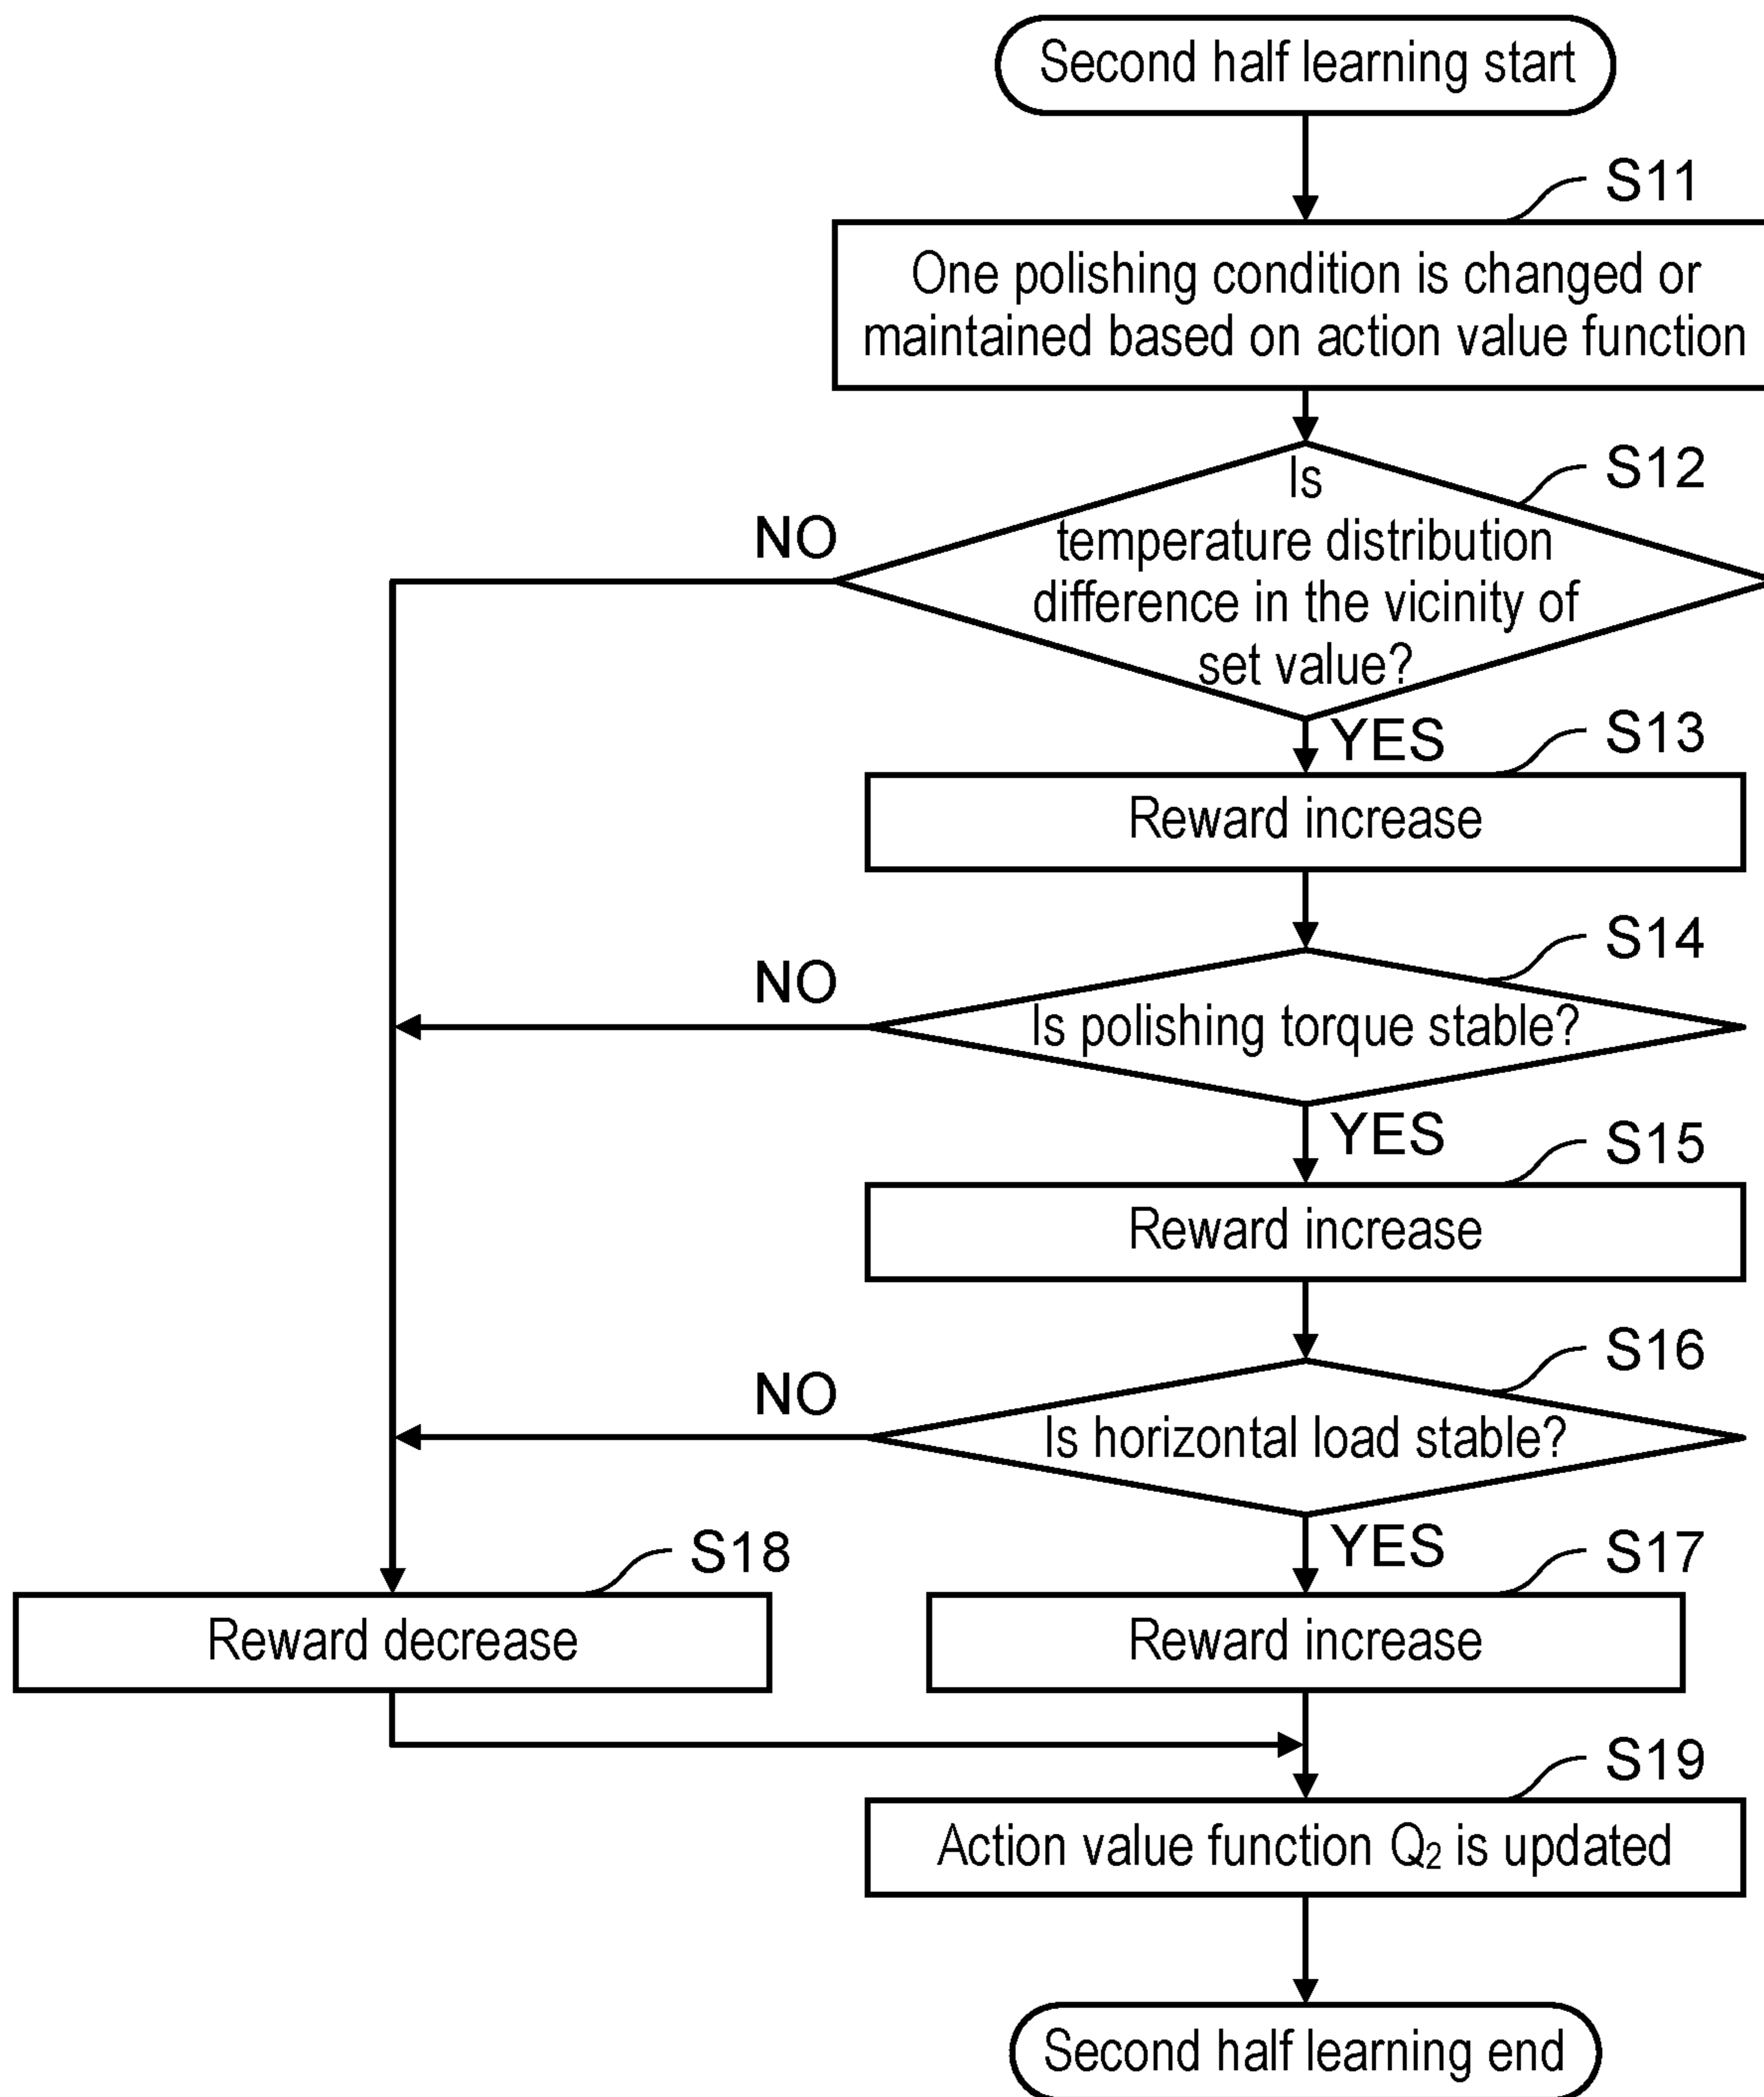 Second half learning start
S11
One polishing condition is changed or
maintained based on action value function
S12
Is
temperature distribution
difference in the vicinity of
set value?
NO
YES
S13
Reward increase
S14
Is polishing torque stable?
NO
YES
S15
Reward increase
S16
Is horizontal load stable?
NO
YES
S17
Reward increase
S18
Reward decrease
S19
Action value function Q₂ is updated
Second half learning end